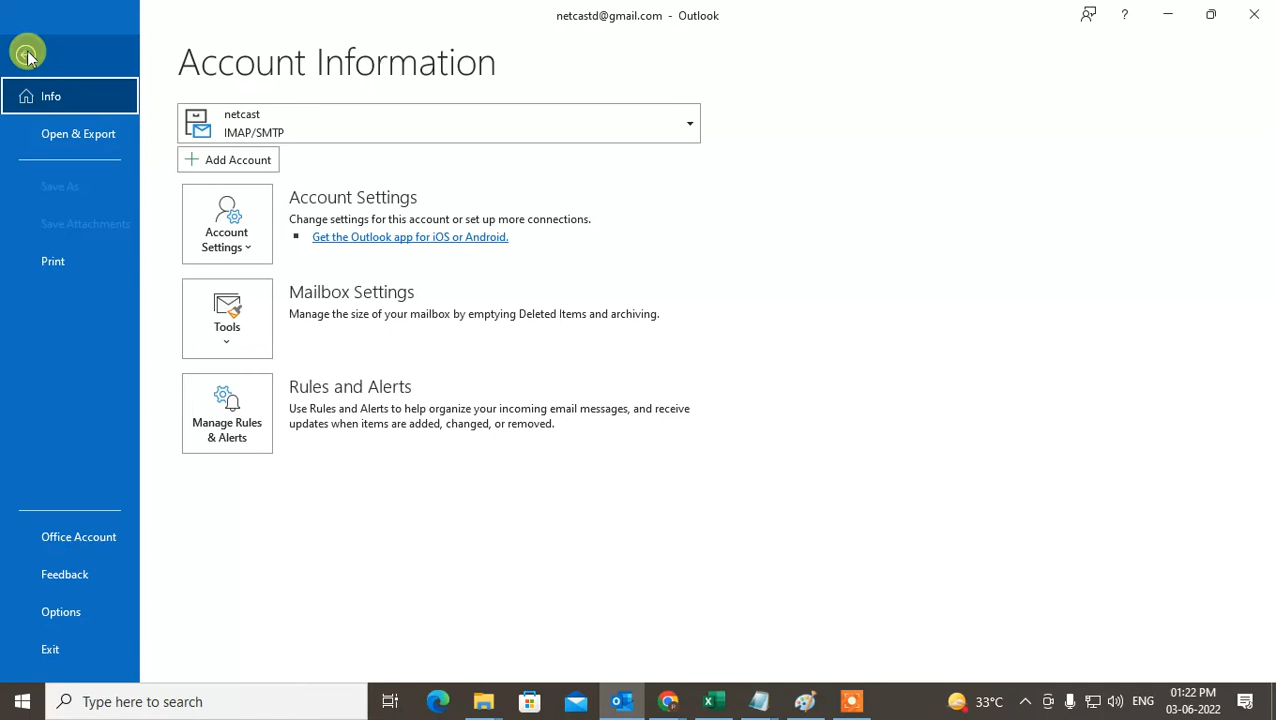 netcastd@gmail.com - Outlook
?
Account Information
Info
Open & Export
Save As
Save Attachments
Print
Office Account
Feedback
Options
Exit
netcast
IMAP/SMTP
Add Account
Account
Settings
Account Settings
Change settings for this account or set up more connections.
Get the Outlook app for iOS or Android.
Tools
Mailbox Settings
Manage the size of your mailbox by emptying Deleted Items and archiving.
Manage Rules
& Alerts
Rules and Alerts
Use Rules and Alerts to help organize your incoming email messages, and receive
updates when items are added, changed, or removed.
Type here to search
33°C
ENG
01:22 PM
03-06-2022